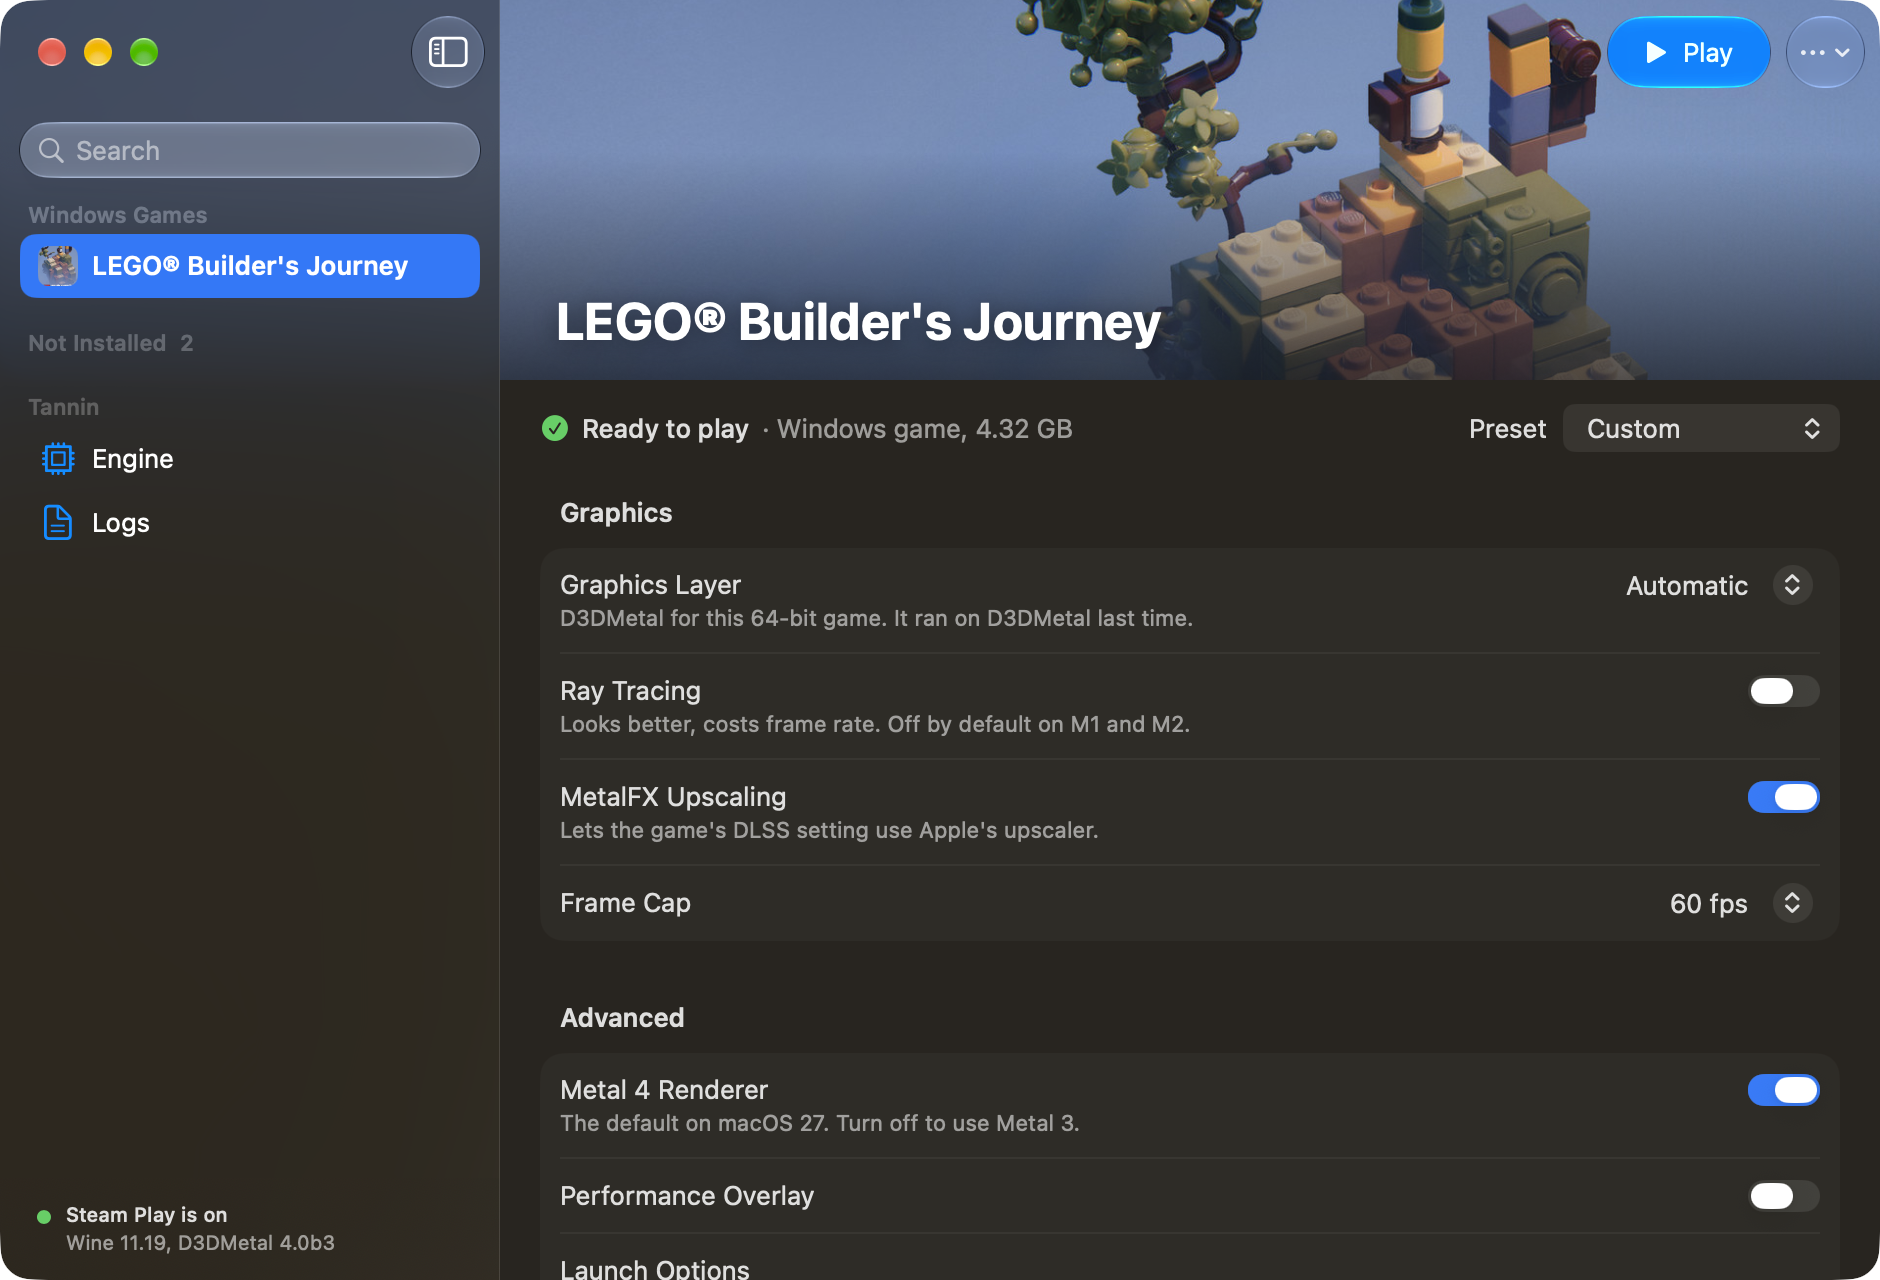 Search
Windows Games
LEGO® Builder's Journey
Not Installed 2
Tannin
Engine
Logs
Steam Play is on
Wine 11.19, D3DMetal 4.0b3
Play
LEGO® Builder's Journey
Ready to play · Windows game, 4.32 GB
Preset Custom
Graphics
Graphics Layer Automatic
D3DMetal for this 64-bit game. It ran on D3DMetal last time.
Ray Tracing
Looks better, costs frame rate. Off by default on M1 and M2.
MetalFX Upscaling
Lets the game's DLSS setting use Apple's upscaler.
Frame Cap 60 fps
Advanced
Metal 4 Renderer
The default on macOS 27. Turn off to use Metal 3.
Performance Overlay
Launch Options